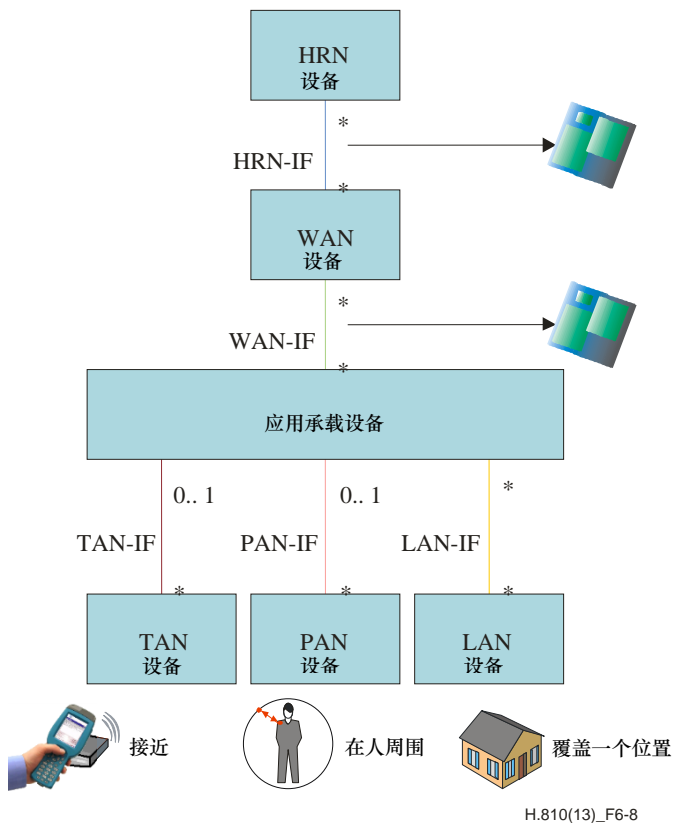 HRN
设备
*
HRN-IF
*
WAN
设备
*
WAN-IF
*
应用承载设备
0.. 1
0.. 1
*
TAN-IF
PAN-IF
LAN-IF
*
*
*
TAN
设备
PAN
设备
LAN
设备
接近
在人周围
覆盖一个位置
H.810(13)_F6-8